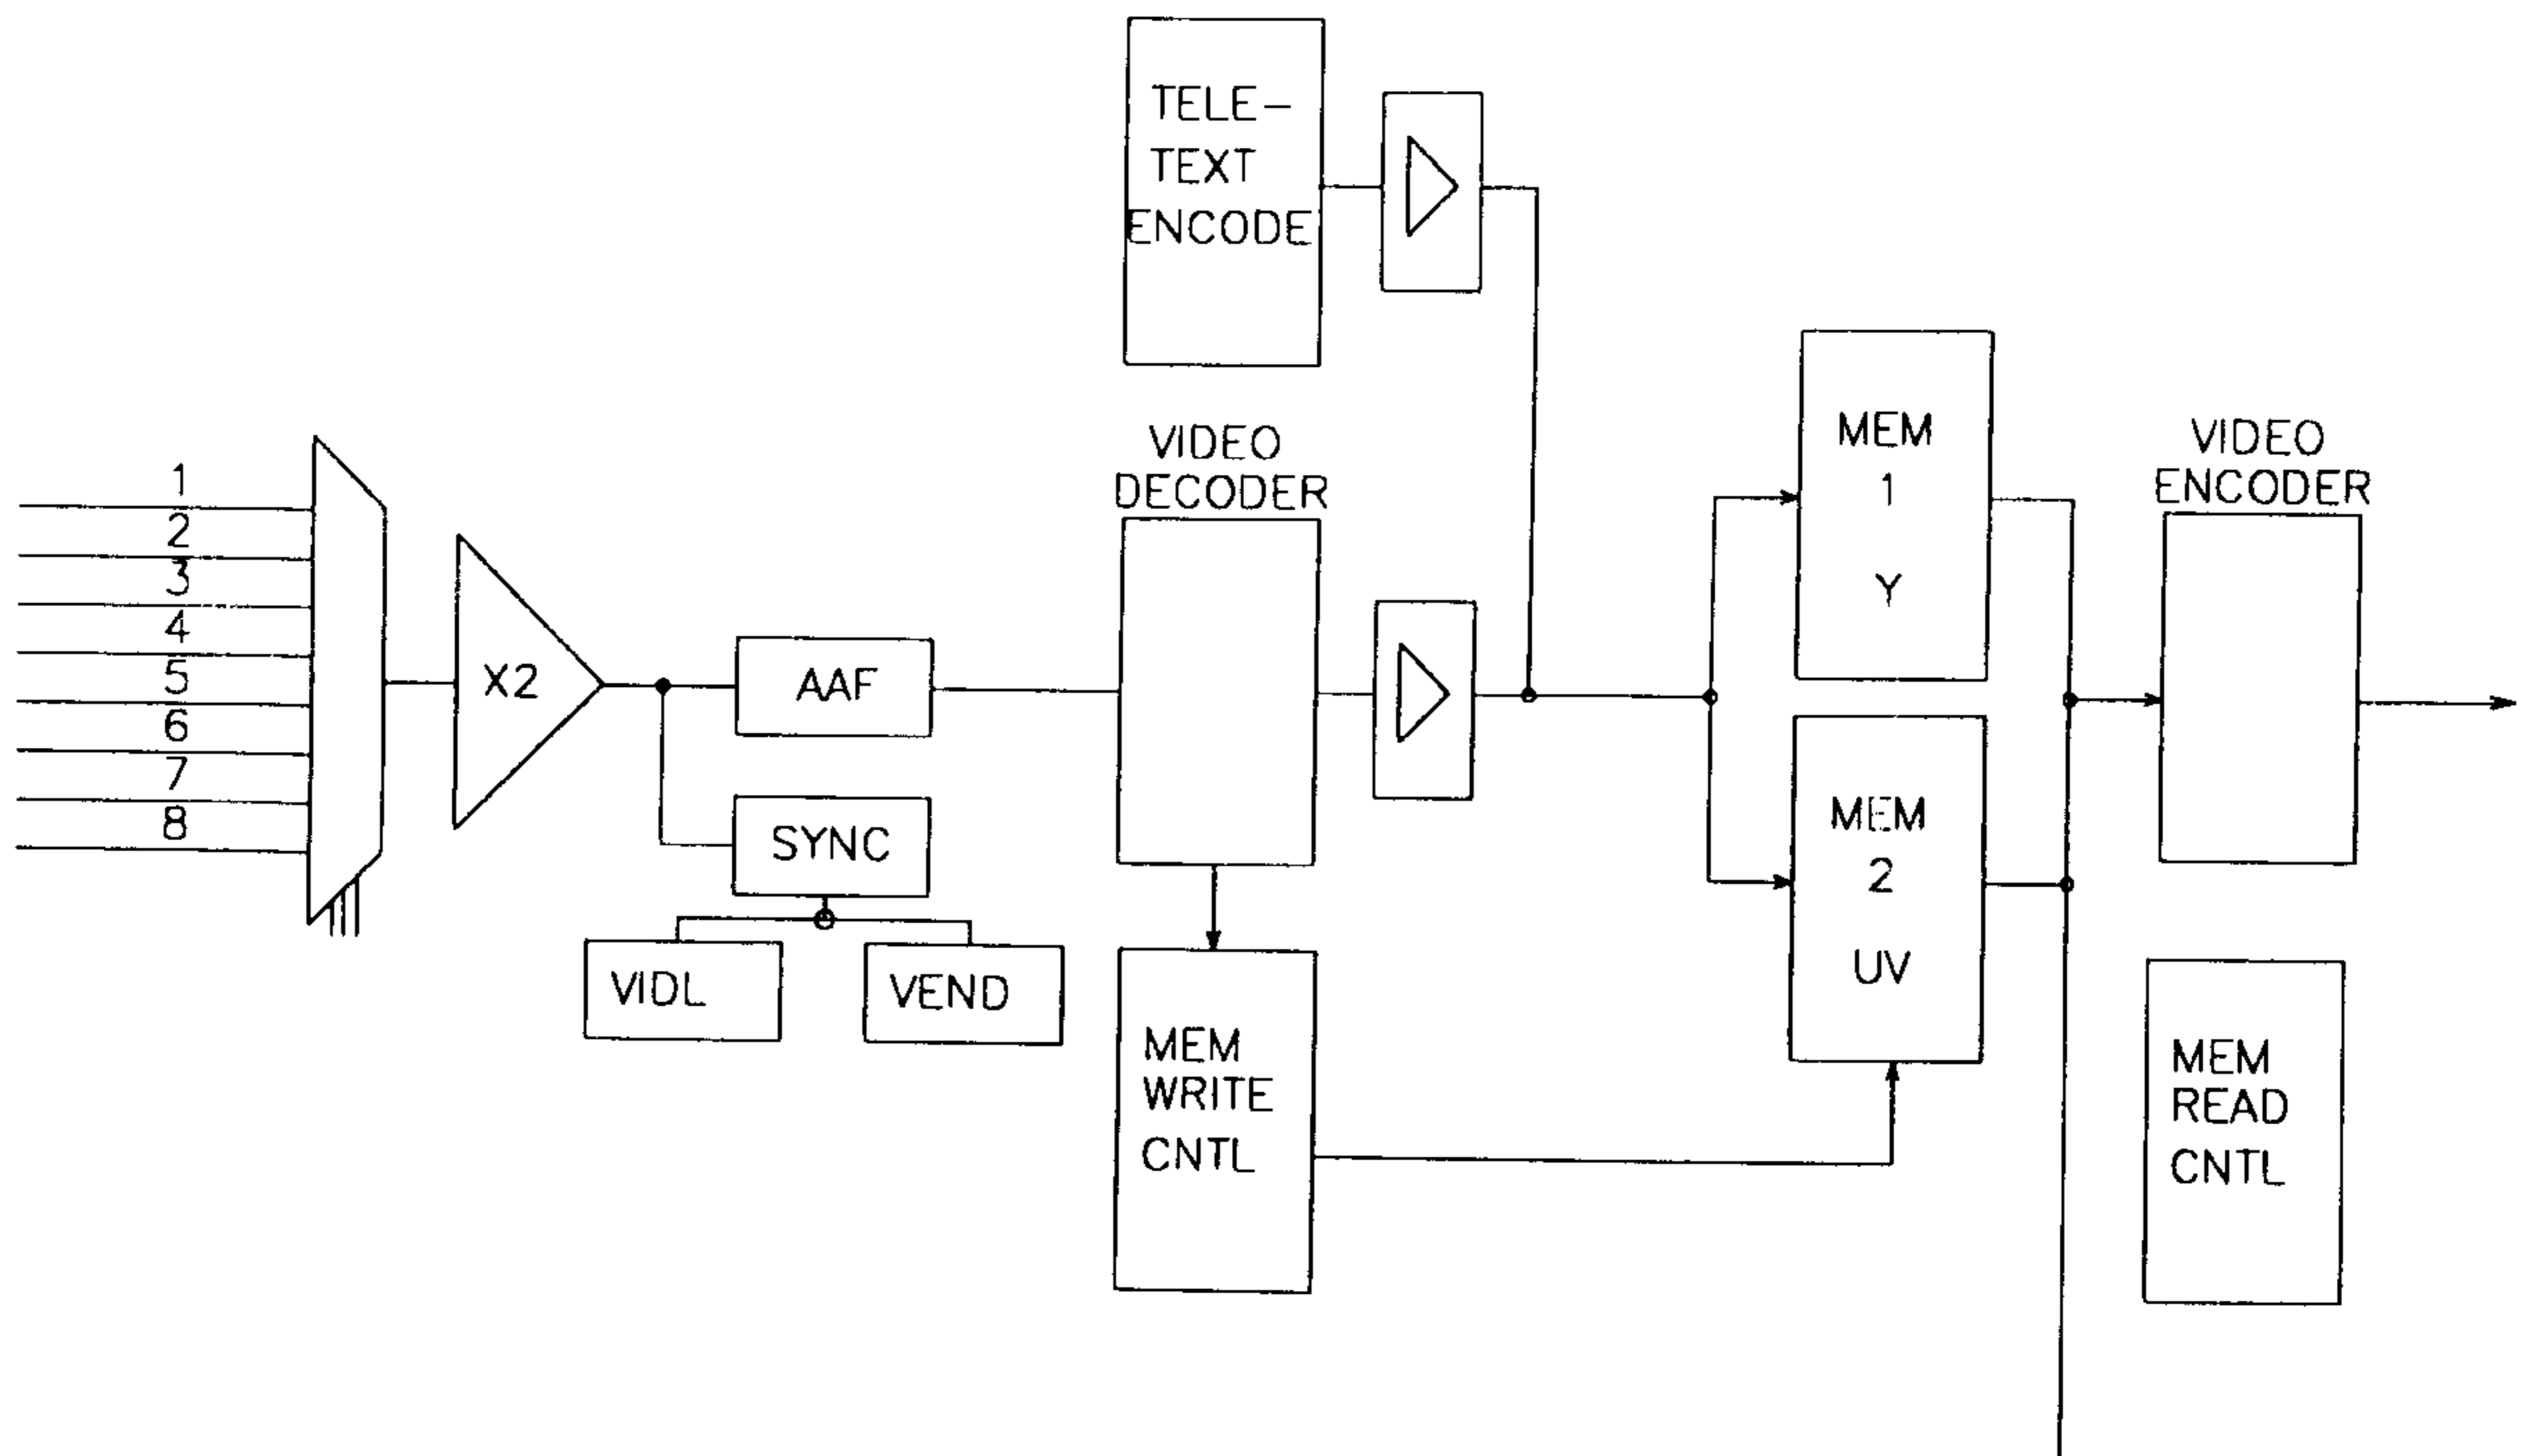 TELE-
TEXT
ENCODE
VIDEO
DECODER
MEM
1
Y
VIDEO
ENCODER
1
2
3
4
5
6
7
8
X2
AAF
SYNC
VIDL
VEND
MEM
2
UV
MEM
WRITE
CNTL
MEM
READ
CNTL